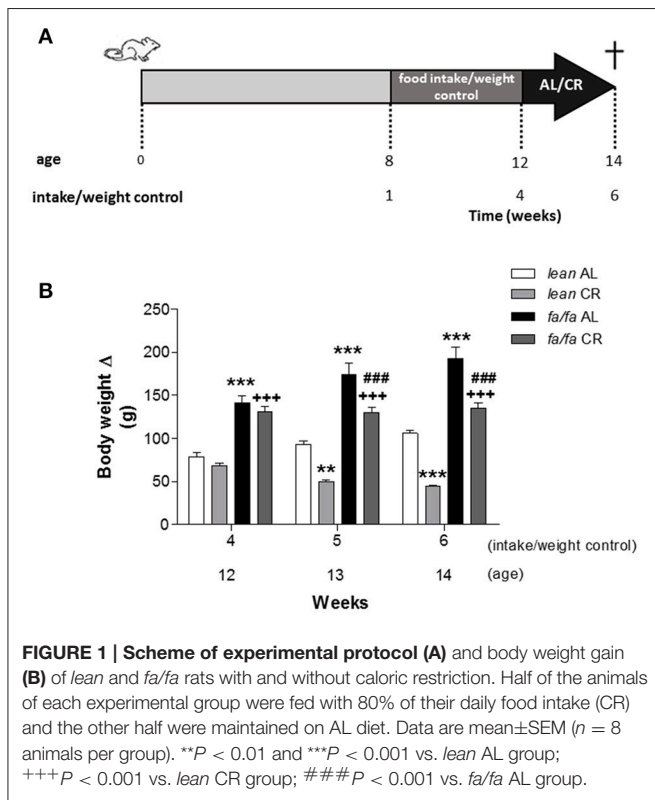 A
food intake/weight
control
AL/CR
age
0
8
12
14
intake/weight control
1
4
6
Time (weeks)
B
lean AL
lean CR
fa/fa AL
fa/fa CR
Body weight Δ
(g)
250
200
150
100
50
0
***
+++
**
***
###
+++
***
***
###
+++
4
5
6
(intake/weight control)
12
13
14
(age)
Weeks
FIGURE 1 | Scheme of experimental protocol (A) and body weight gain
(B) of lean and fa/fa rats with and without caloric restriction. Half of the animals
of each experimental group were fed with 80% of their daily food intake (CR)
and the other half were maintained on AL diet. Data are mean±SEM (n = 8
animals per group). **P < 0.01 and ***P < 0.001 vs. lean AL group;
+++P < 0.001 vs. lean CR group; ###P < 0.001 vs. fa/fa AL group.